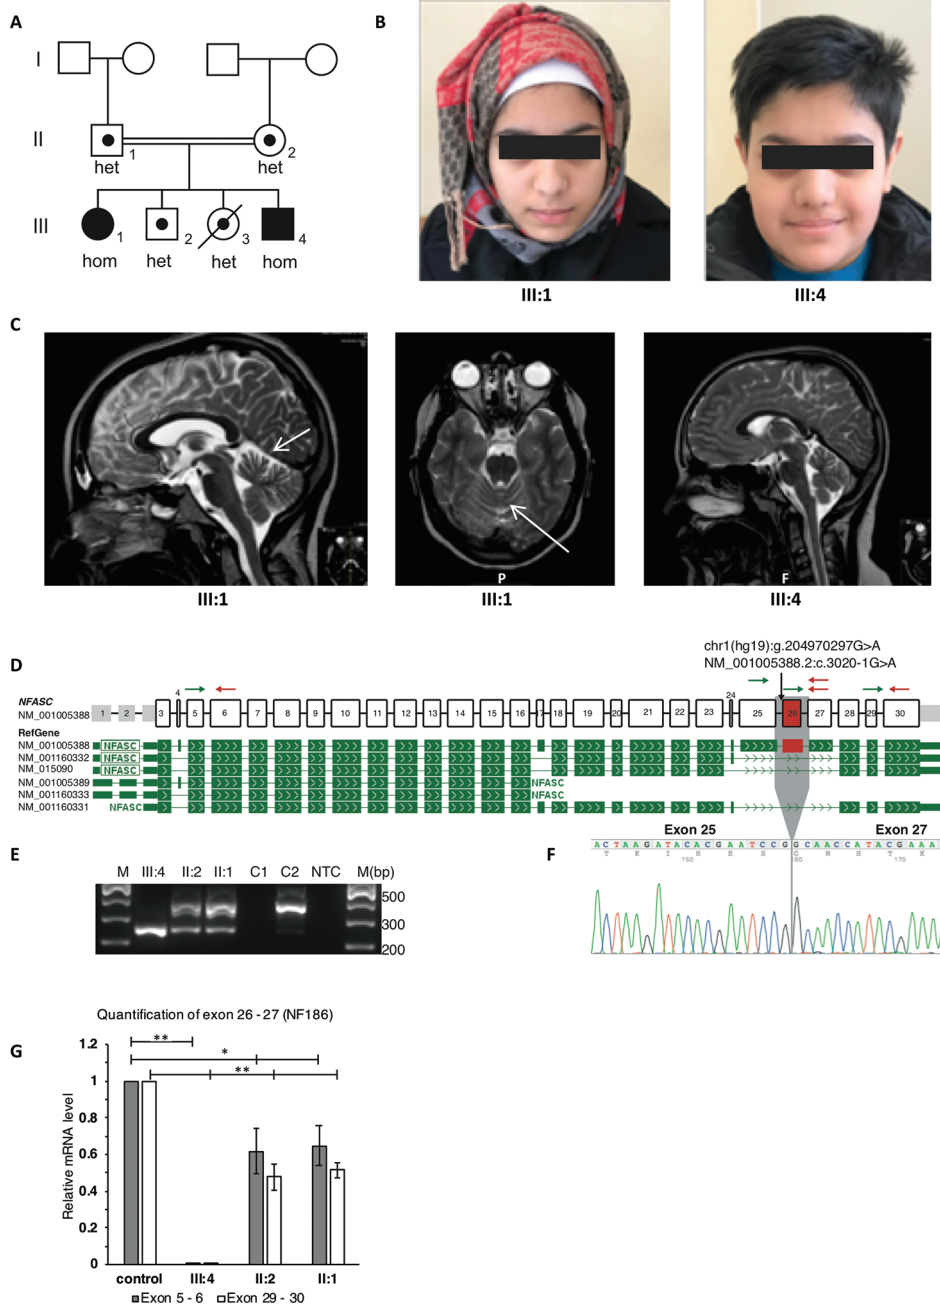 A
B
I
II
1
2
het
het
III
1
2
3
4
hom
het
het
hom
III:1
III:4
C
P
F
III:1
III:1
III:4
D
chr1(hg19):g.204970297G>A
NM_001005388.2:c.3020-1G>A
4
24
NFASC
NM_001005388
1 2 3 5 6 7 8 9 10 11 12 13 14 15 16 17 18 19 20 21 22 23 25 26 27 28 29 30
RefGene
NM_001005388 NFASC
NM_001160332 NFASC
NM_015090 NFASC
NM_001005389 NFASC
NM_001160333 NFASC
NM_001160331 NFASC
Exon 25 Exon 27
E
F
ACTAAGATACACGAATCCGGCAACCATACGAAA
T K I H E S G N H T K
150 160 170
M III:4 II:2 II:1 C1 C2 NTC M(bp)
500
300
200
Quantification of exon 26 - 27 (NF186)
G
Relative mRNA level
1.2
1
0.8
0.6
0.4
0.2
0
**
*
**
control III:4 II:2 II:1
Exon 5 - 6 Exon 29 - 30